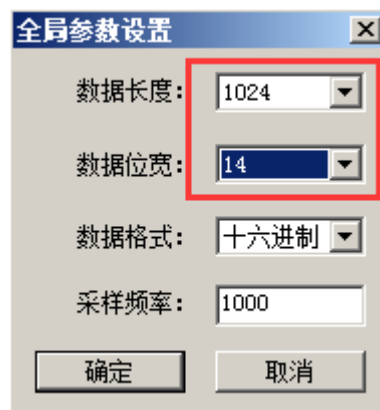 全局参数设置
数据长度： 1024
数据位宽： 14
数据格式： 十六进制
采样频率： 1000
确定 取消